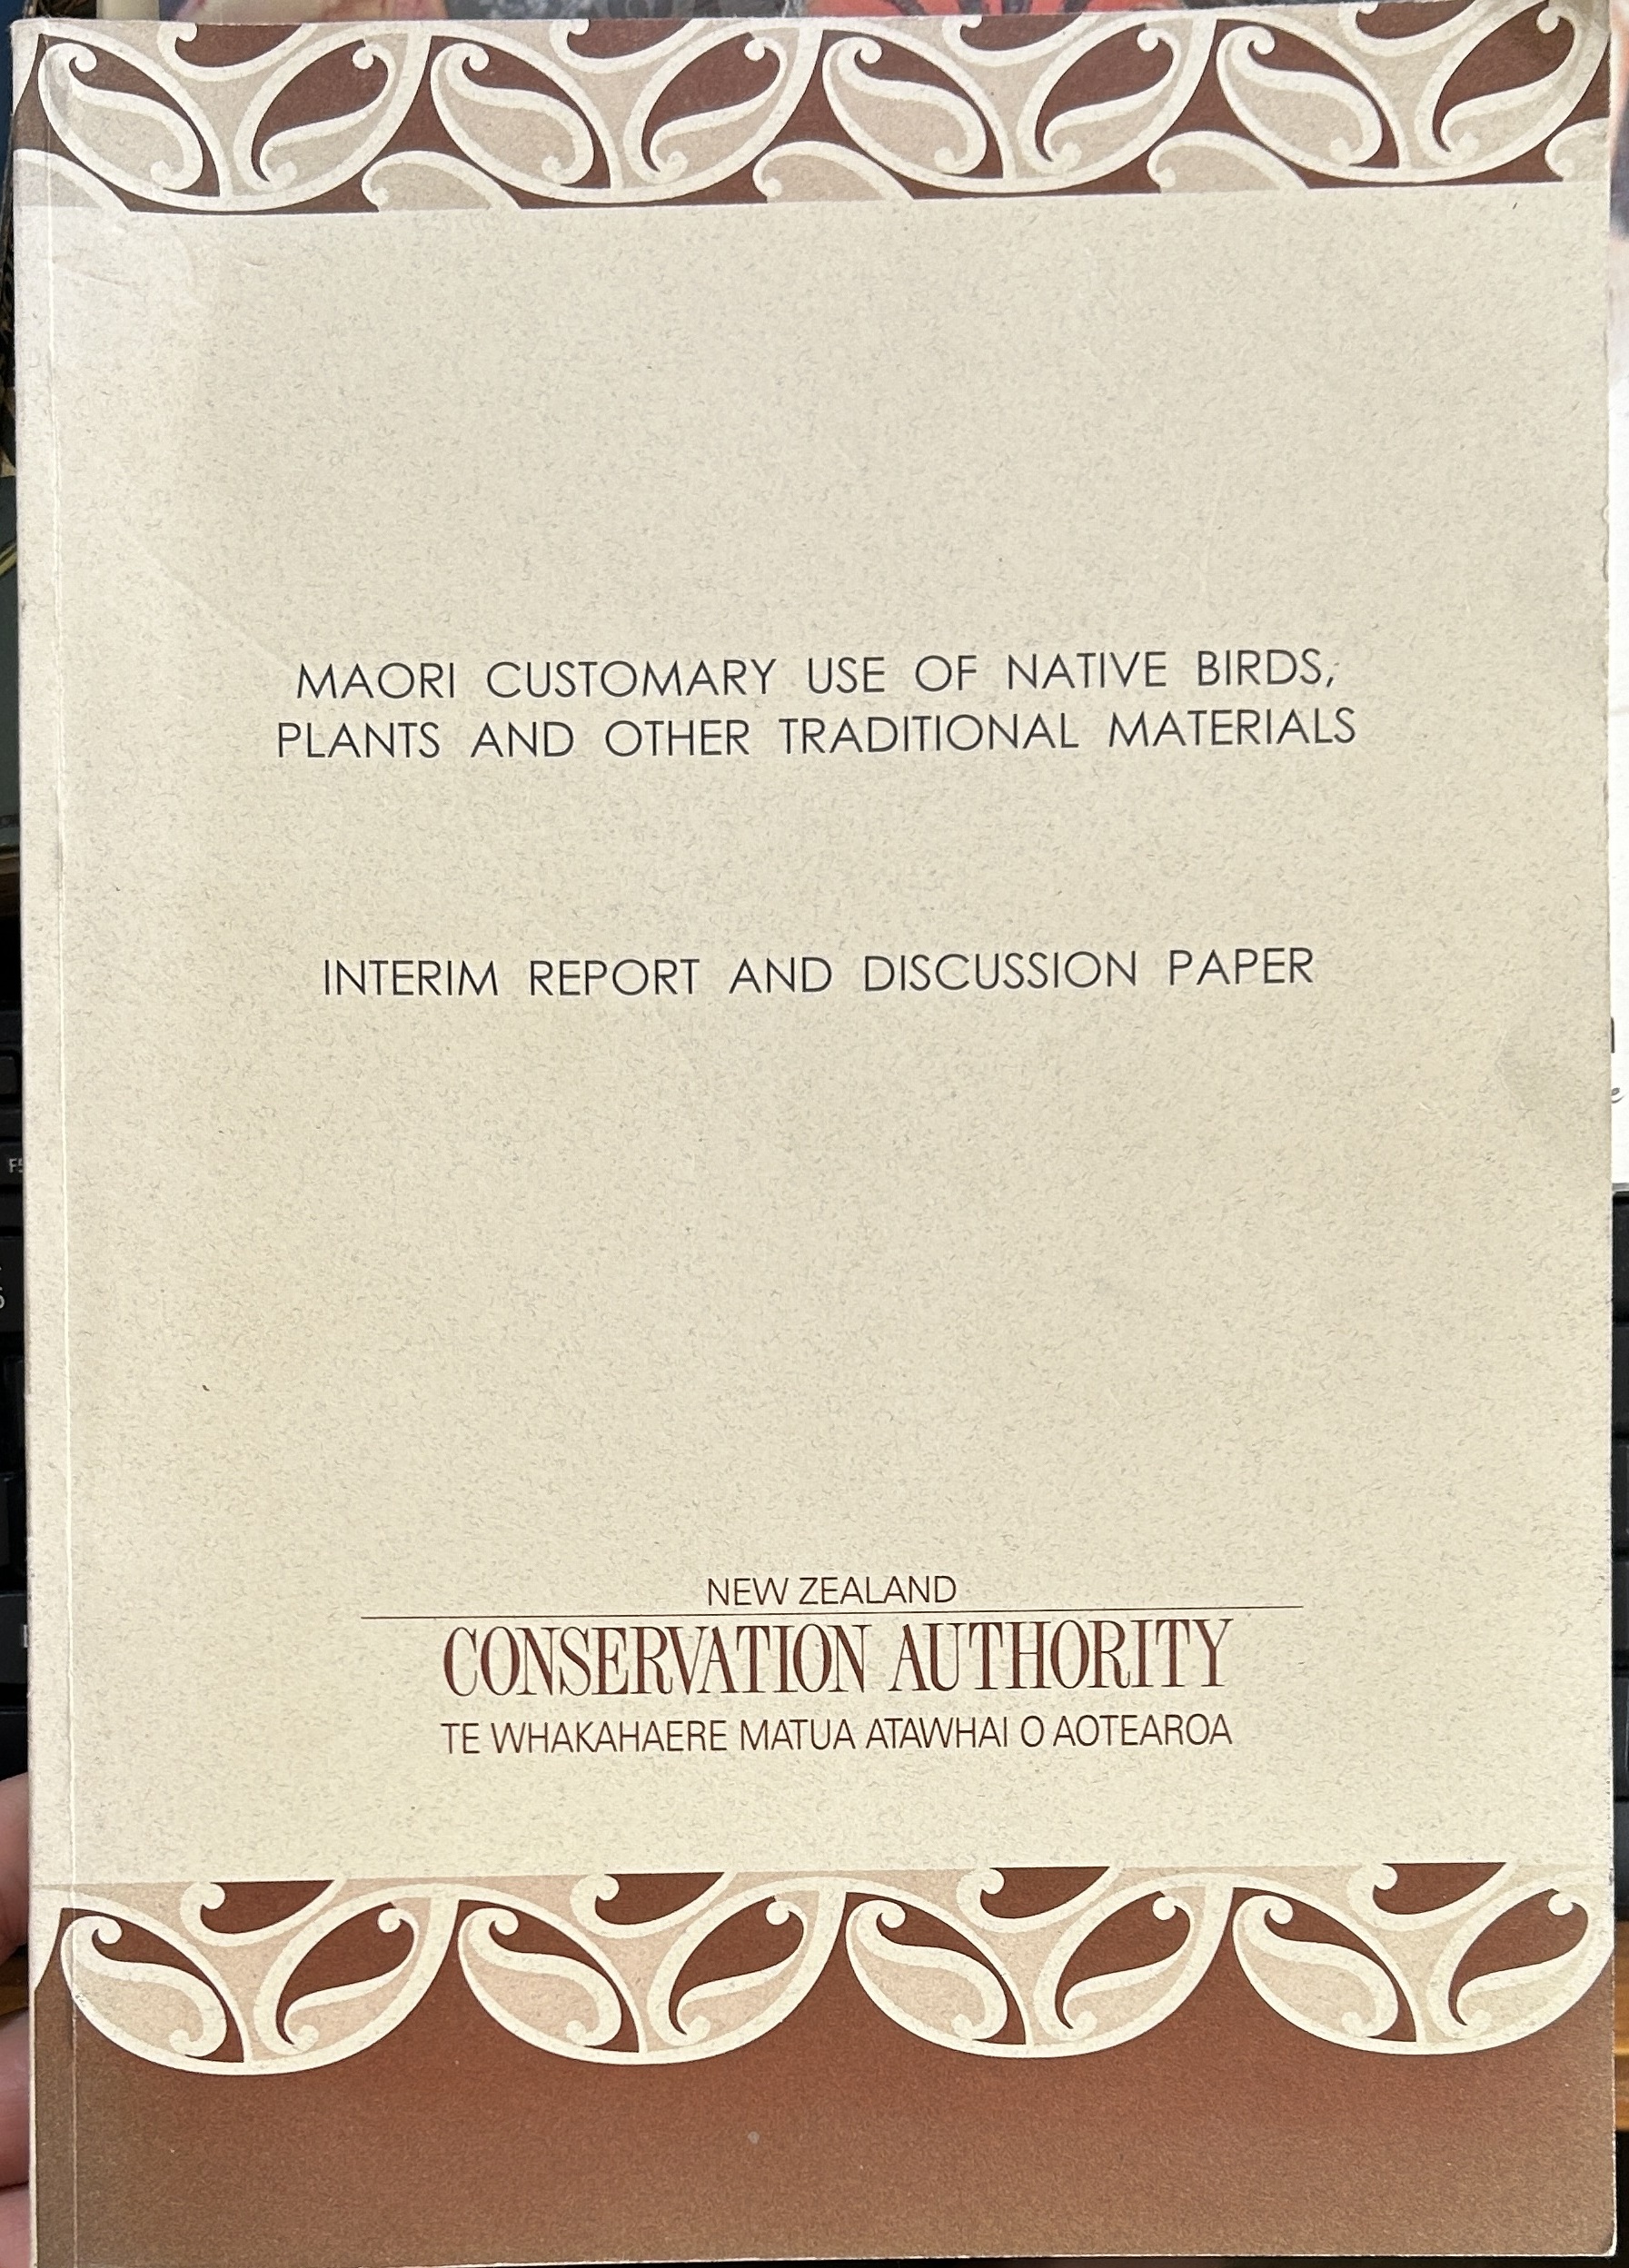 MAORI CUSTOMARY USE OF NATIVE BIRDS,
PLANTS AND OTHER TRADITIONAL MATERIALS
INTERIM REPORT AND DISCUSSION PAPER
NEW ZEALAND
CONSERVATION AUTHORITY
TE WHAKAHAERE MATUA ATAWHAI O AOTEAROA